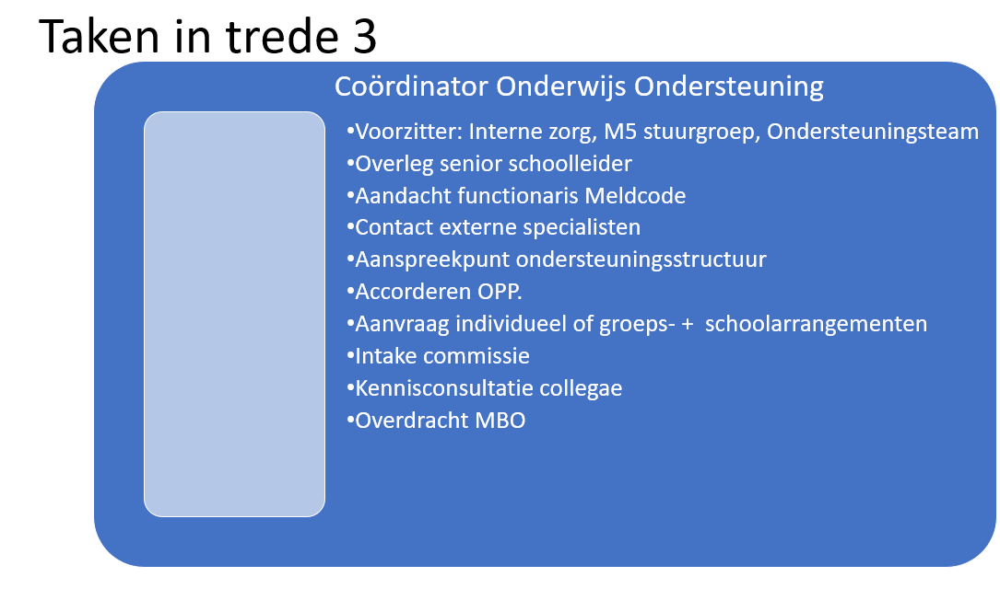 Taken in trede 3
Coördinator Onderwijs Ondersteuning
•Voorzitter: Interne zorg, M5 stuurgroep, Ondersteuningsteam
•Overleg senior schoolleider
•Aandacht functionaris Meldcode
•Contact externe specialisten
•Aanspreekpunt ondersteuningsstructuur
•Accorderen OPP.
•Aanvraag individueel of groeps- +  schoolarrangementen
•Intake commissie
•Kennisconsultatie collegae
•Overdracht MBO